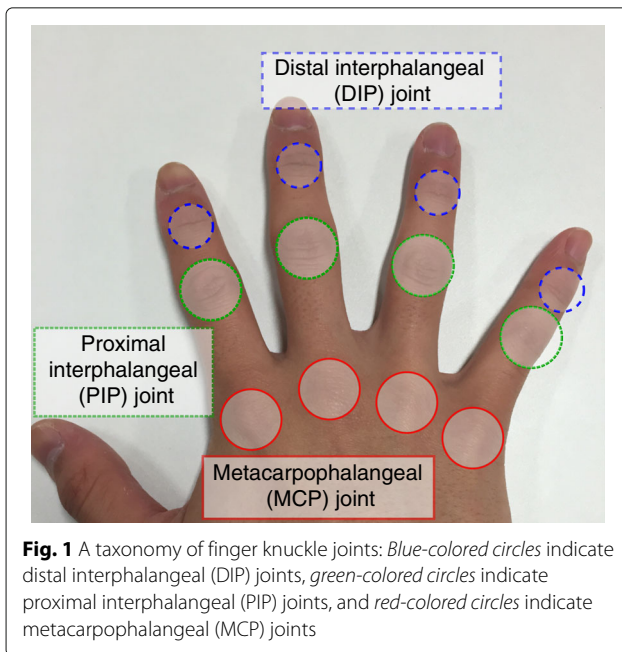 Distal interphalangeal
(DIP) joint
Proximal
interphalangeal
(PIP) joint
Metacarpophalangeal
(MCP) joint
Fig. 1 A taxonomy of finger knuckle joints: Blue-colored circles indicate
distal interphalangeal (DIP) joints, green-colored circles indicate
proximal interphalangeal (PIP) joints, and red-colored circles indicate
metacarpophalangeal (MCP) joints